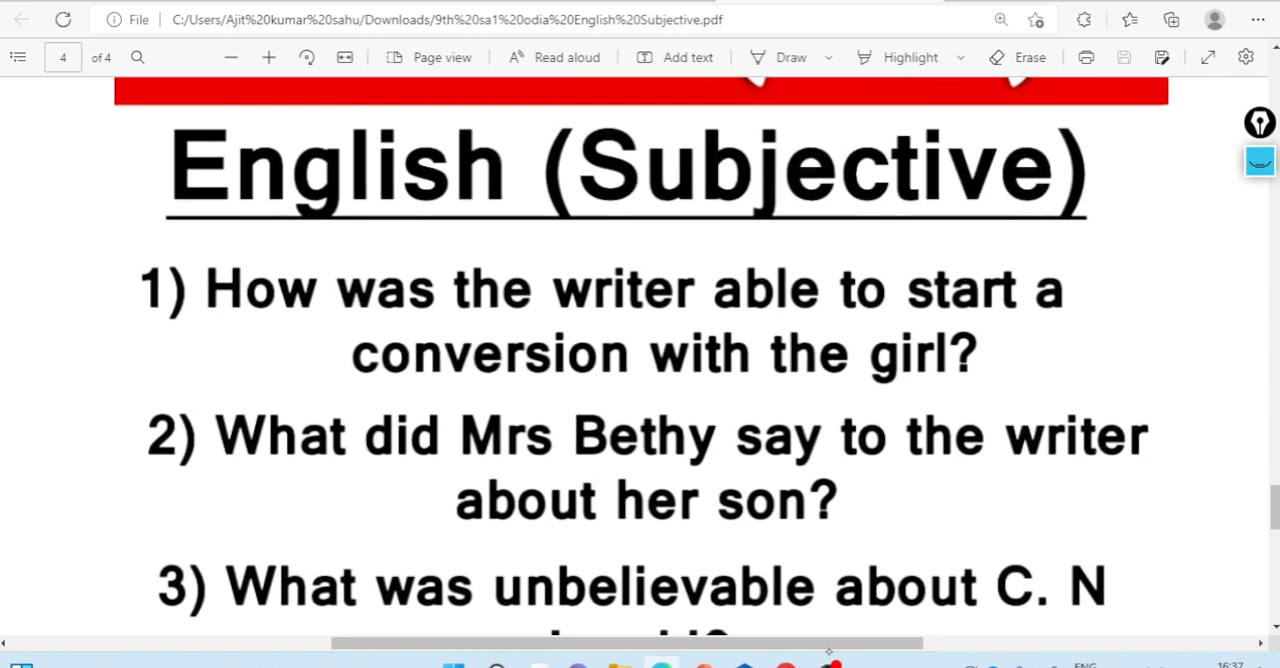 File C:/Users/Ajit%20kumar%20sahu/Downloads/9th%20sa1%20odia%20English%20Subjective.pdf
4 of 4 Page view Read aloud Add text Draw Highlight Erase
English (Subjective)
1) How was the writer able to start a
conversion with the girl?
2) What did Mrs Bethy say to the writer
about her son?
3) What was unbelievable about C. N
ENG 16:37